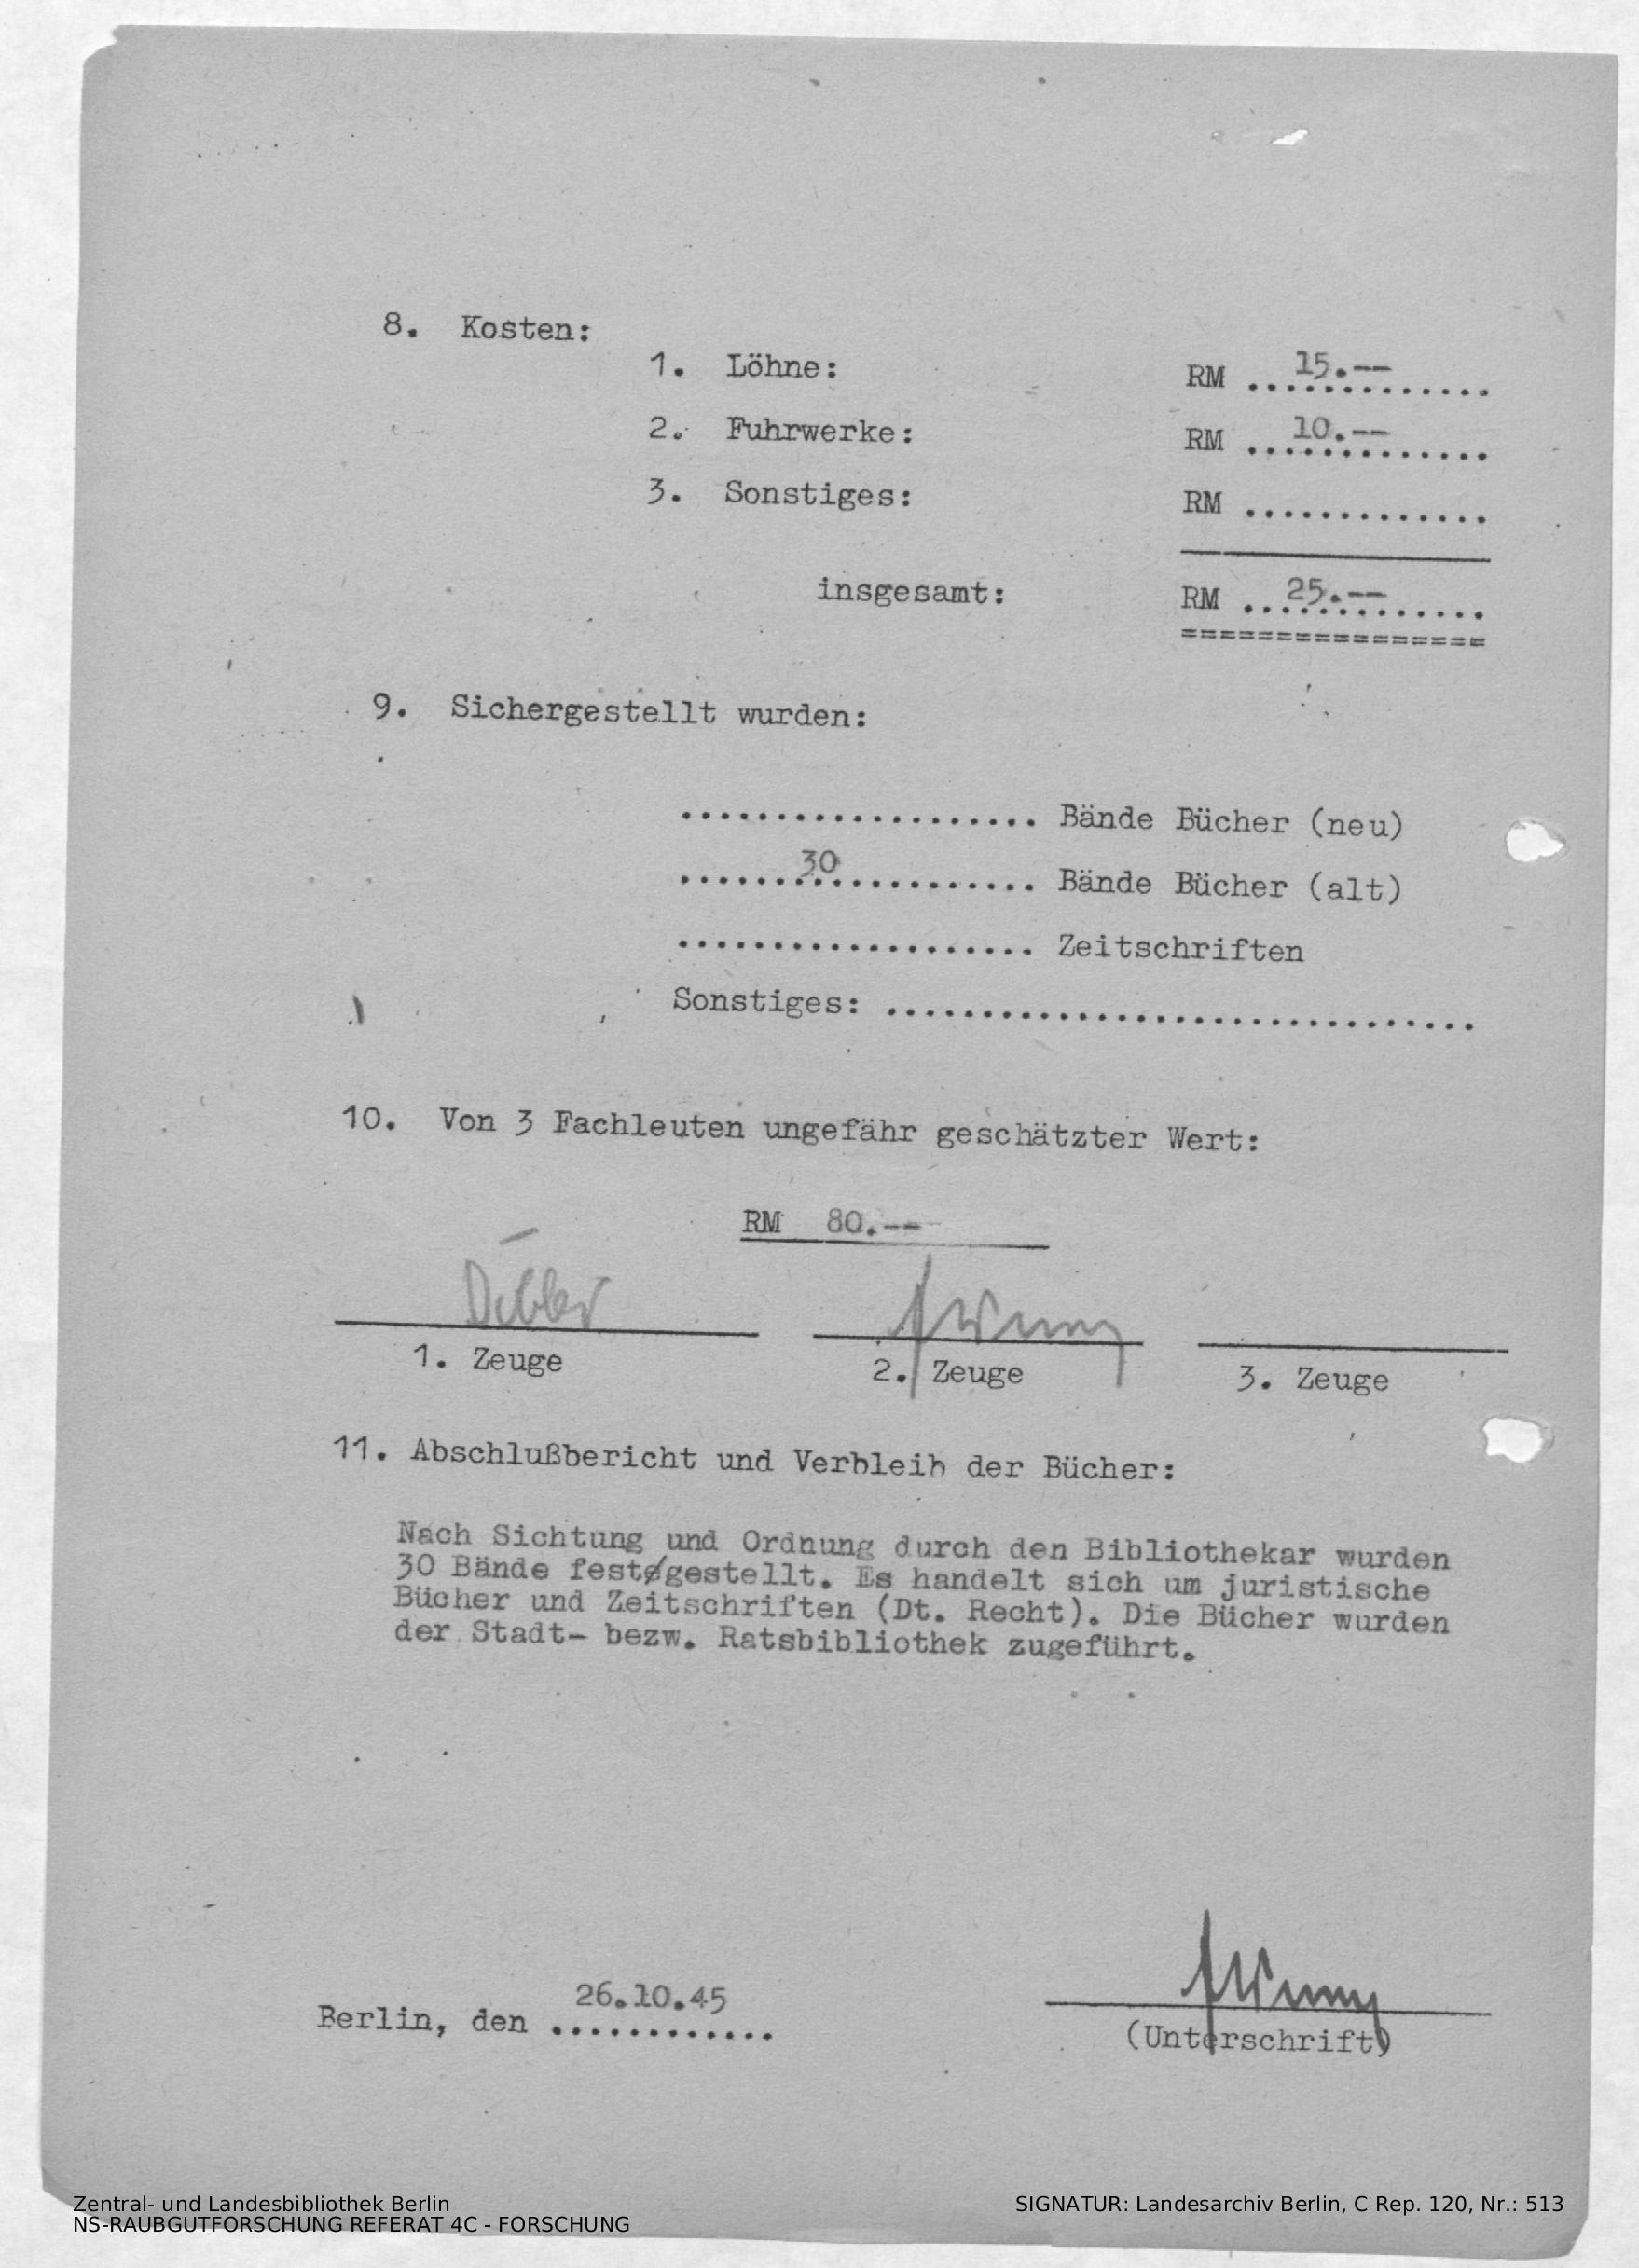 8. Kosten:
1. Löhne: RM ...15.--...
2. Fuhrwerke: RM ...10.--...
3. Sonstiges: RM .............
insgesamt: RM ...25.--...
================
9. Sichergestellt wurden:
................... Bände Bücher (neu)
.......30.......... Bände Bücher (alt)
................... Zeitschriften
Sonstiges: ...............................
10. Von 3 Fachleuten ungefähr geschätzter Wert:
RM 80.--
1. Zeuge 2. Zeuge 3. Zeuge
11. Abschlußbericht und Verbleib der Bücher:
Nach Sichtung und Ordnung durch den Bibliothekar wurden
30 Bände festgestellt. Es handelt sich um juristische
Bücher und Zeitschriften (Dt. Recht). Die Bücher wurden
der Stadt- bezw. Ratsbibliothek zugeführt.
Berlin, den 26.10.45
(Unterschrift)
Zentral- und Landesbibliothek Berlin
NS-RAUBGUTFORSCHUNG REFERAT 4C - FORSCHUNG
SIGNATUR: Landesarchiv Berlin, C Rep. 120, Nr.: 513